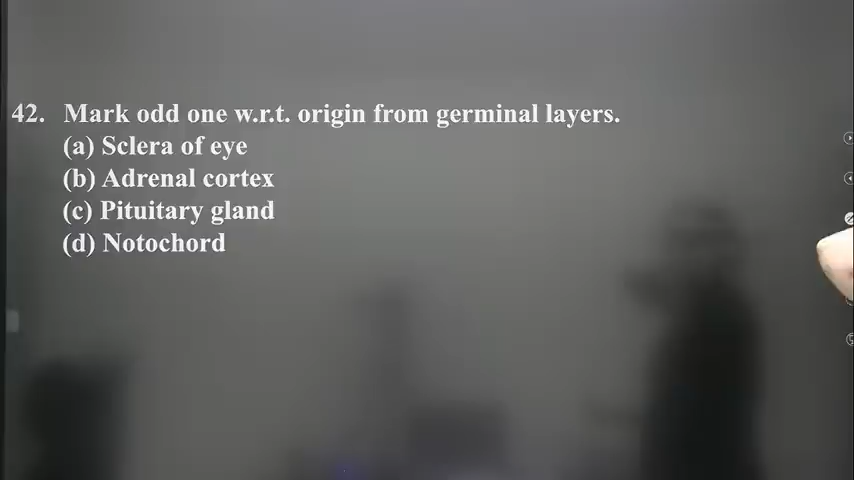 42. Mark odd one w.r.t. origin from germinal layers.
(a) Sclera of eye
(b) Adrenal cortex
(c) Pituitary gland
(d) Notochord